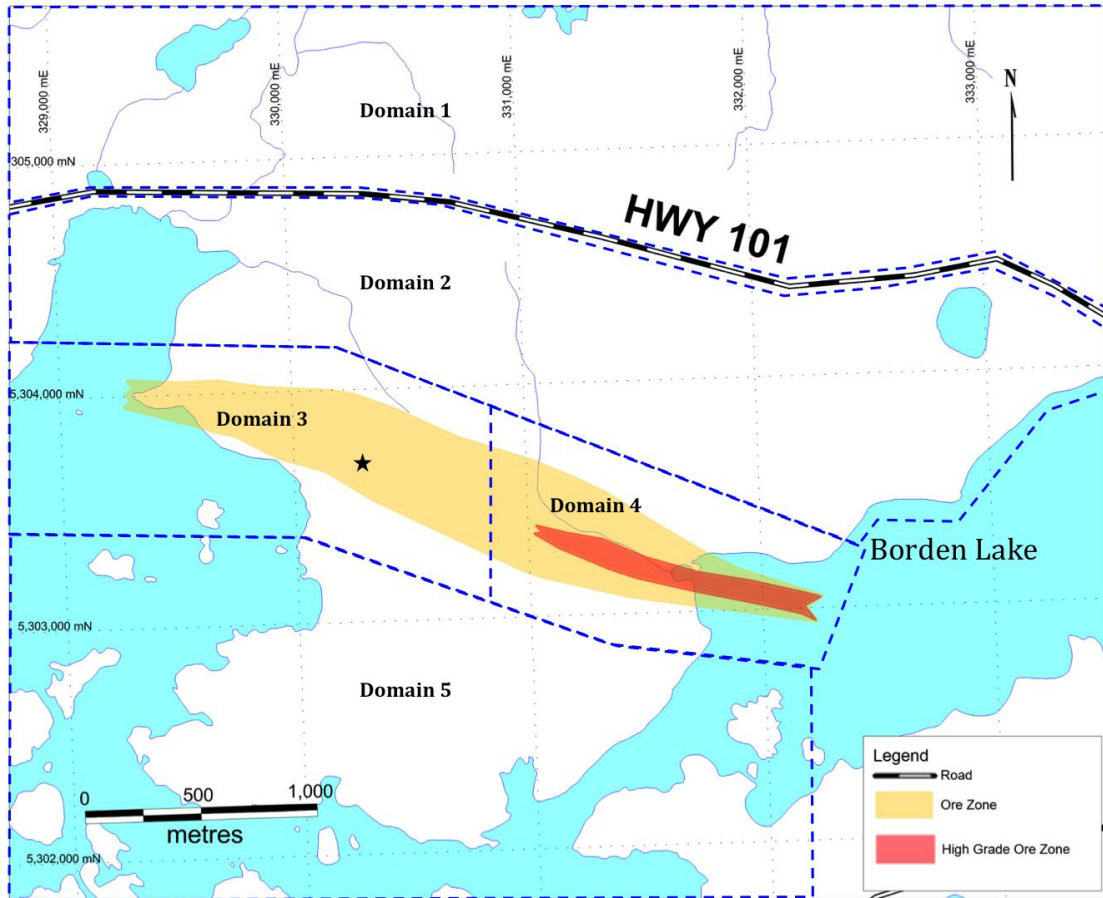 329,000 mE
330,000 mE
331,000 mE
332,000 mE
333,000 mE
N
Domain 1
305,000 mN
HWY 101
Domain 2
5,304,000 mN
Domain 3
Domain 4
Borden Lake
5,303,000 mN
Domain 5
0 500 1,000
metres
5,302,000 mN
Legend
Road
Ore Zone
High Grade Ore Zone